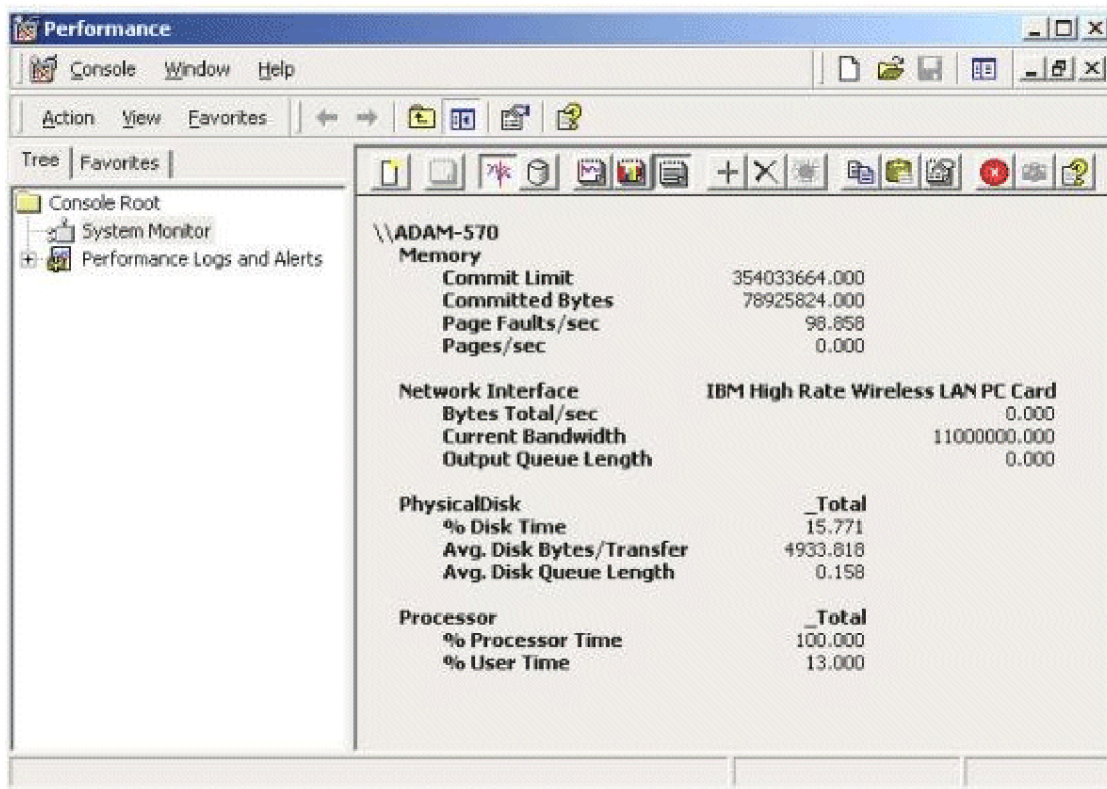 Performance
Console Window Help
Action View Favorites
Tree Favorites
Console Root
System Monitor
Performance Logs and Alerts
\\ADAM-570
Memory
Commit Limit 354033664.000
Committed Bytes 78925824.000
Page Faults/sec 98.858
Pages/sec 0.000
Network Interface IBM High Rate Wireless LAN PC Card
Bytes Total/sec 0.000
Current Bandwidth 11000000.000
Output Queue Length 0.000
PhysicalDisk _Total
% Disk Time 15.771
Avg. Disk Bytes/Transfer 4933.818
Avg. Disk Queue Length 0.158
Processor _Total
% Processor Time 100.000
% User Time 13.000